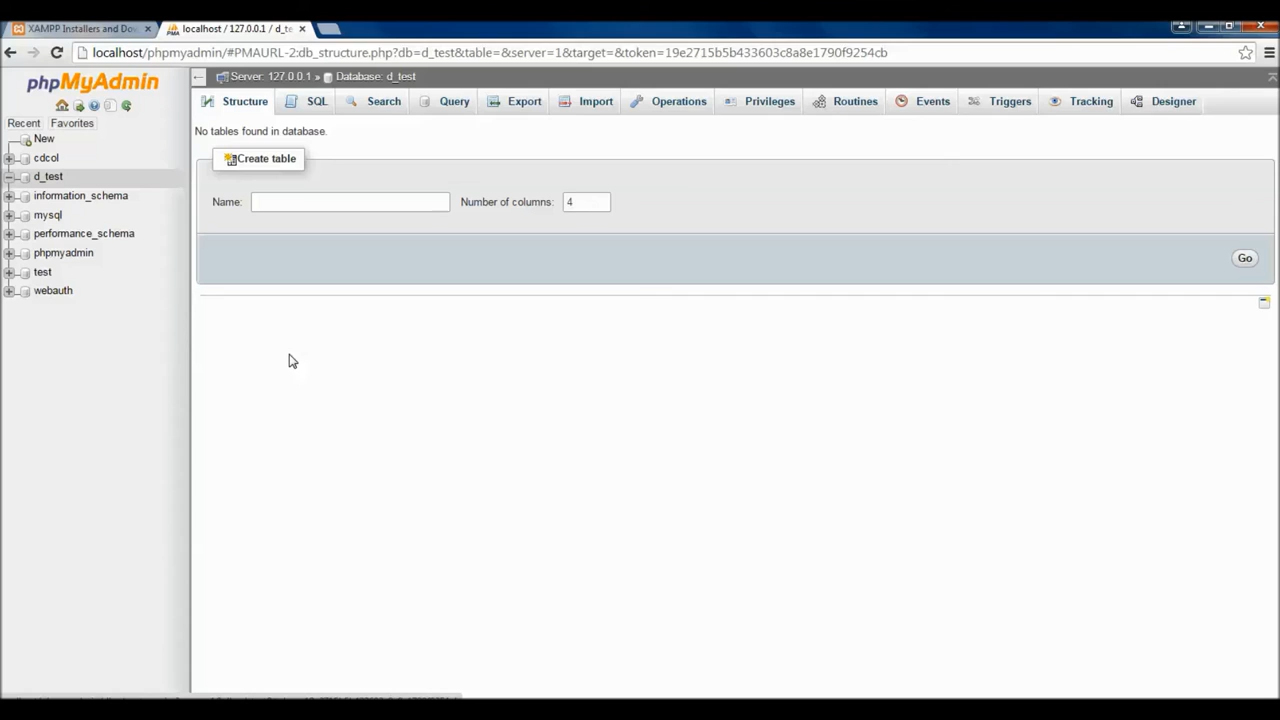 XAMPP Installers and Dov
localhost / 127.0.0.1 / d_te
localhost/phpmyadmin/#PMAURL-2:db_structure.php?db=d_test&table=&server=1&target=&token=19e2715b5b433603c8a8e1790f9254cb
phpMyAdmin
Server: 127.0.0.1 » Database: d_test
Structure SQL Search Query Export Import Operations Privileges Routines Events Triggers Tracking Designer
Recent Favorites
New
cdcol
d_test
information_schema
mysql
performance_schema
phpmyadmin
test
webauth
No tables found in database.
Create table
Name: Number of columns: 4
Go